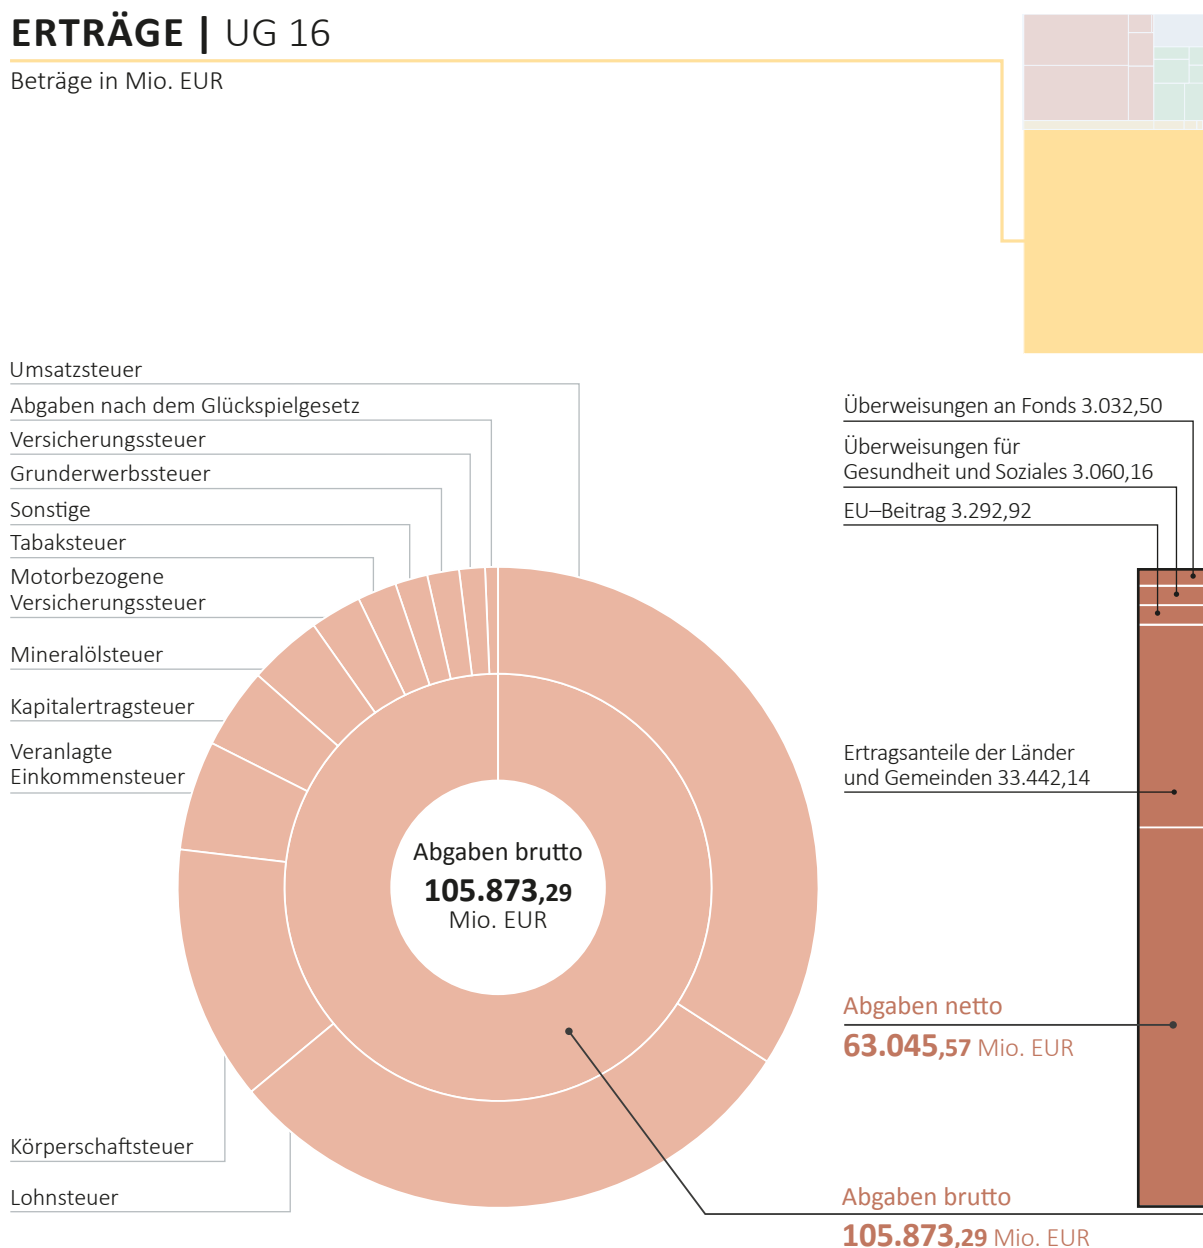 ERTRÄGE | UG 16
Beträge in Mio. EUR
Umsatzsteuer
Abgaben nach dem Glückspielgesetz
Versicherungssteuer
Grunderwerbssteuer
Sonstige
Tabaksteuer
Motorbezogene
Versicherungssteuer
Mineralölsteuer
Kapitalertragsteuer
Veranlagte
Einkommensteuer
Körperschaftsteuer
Lohnsteuer
Abgaben brutto
105.873,29
Mio. EUR
Überweisungen an Fonds 3.032,50
Überweisungen für
Gesundheit und Soziales 3.060,16
EU–Beitrag 3.292,92
Ertragsanteile der Länder
und Gemeinden 33.442,14
Abgaben netto
63.045,57 Mio. EUR
Abgaben brutto
105.873,29 Mio. EUR